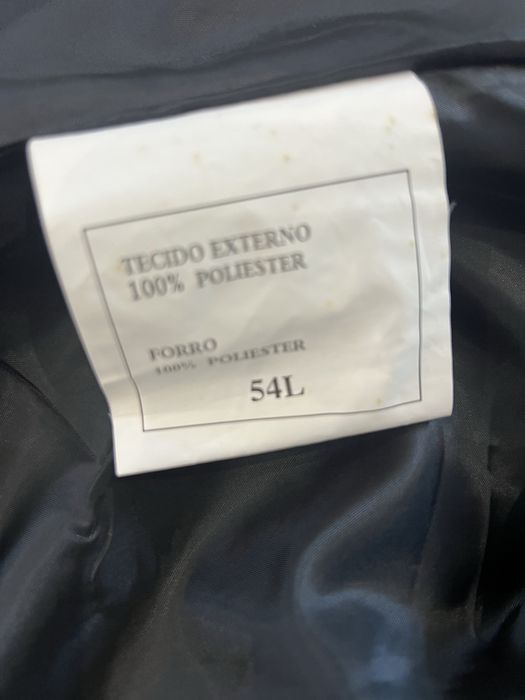 TECIDO EXTERNO
100% POLIESTER
FORRO
100% POLIESTER
54L